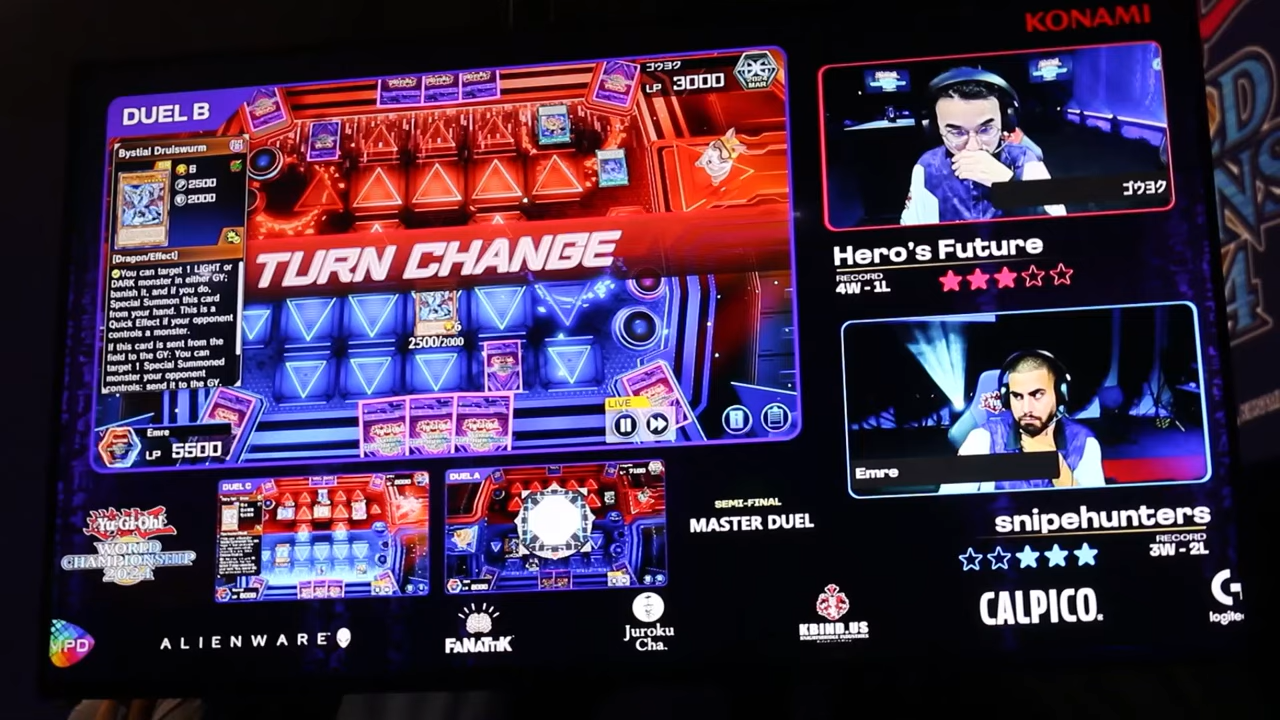 KONAMI
DUEL B
ゴウヨク
LP 3000
2024
MAR
Bystial Druiswurm
6
2500
2000
[Dragon/Effect]
You can target 1 LIGHT or
DARK monster in either GY;
banish it, and if you do,
Special Summon this card
from your hand. This is a
Quick Effect if your opponent
controls a monster.
If this card is sent from the
field to the GY: You can
target 1 Special Summoned
monster your opponent
controls; send it to the GY.
TURN CHANGE
6
2500/2000
LIVE
Emre
LP 5500
ゴウヨク
Hero's Future
RECORD
4W - 1L
Emre
snipehunters
RECORD
3W - 2L
SEMI-FINAL
MASTER DUEL
DUEL C
DUEL A
Yu-Gi-Oh!
WORLD
CHAMPIONSHIP
2024
MPD
ALIENWARE
FANATTIK
Juroku
Cha.
KBIND.US
CALPICO
logite